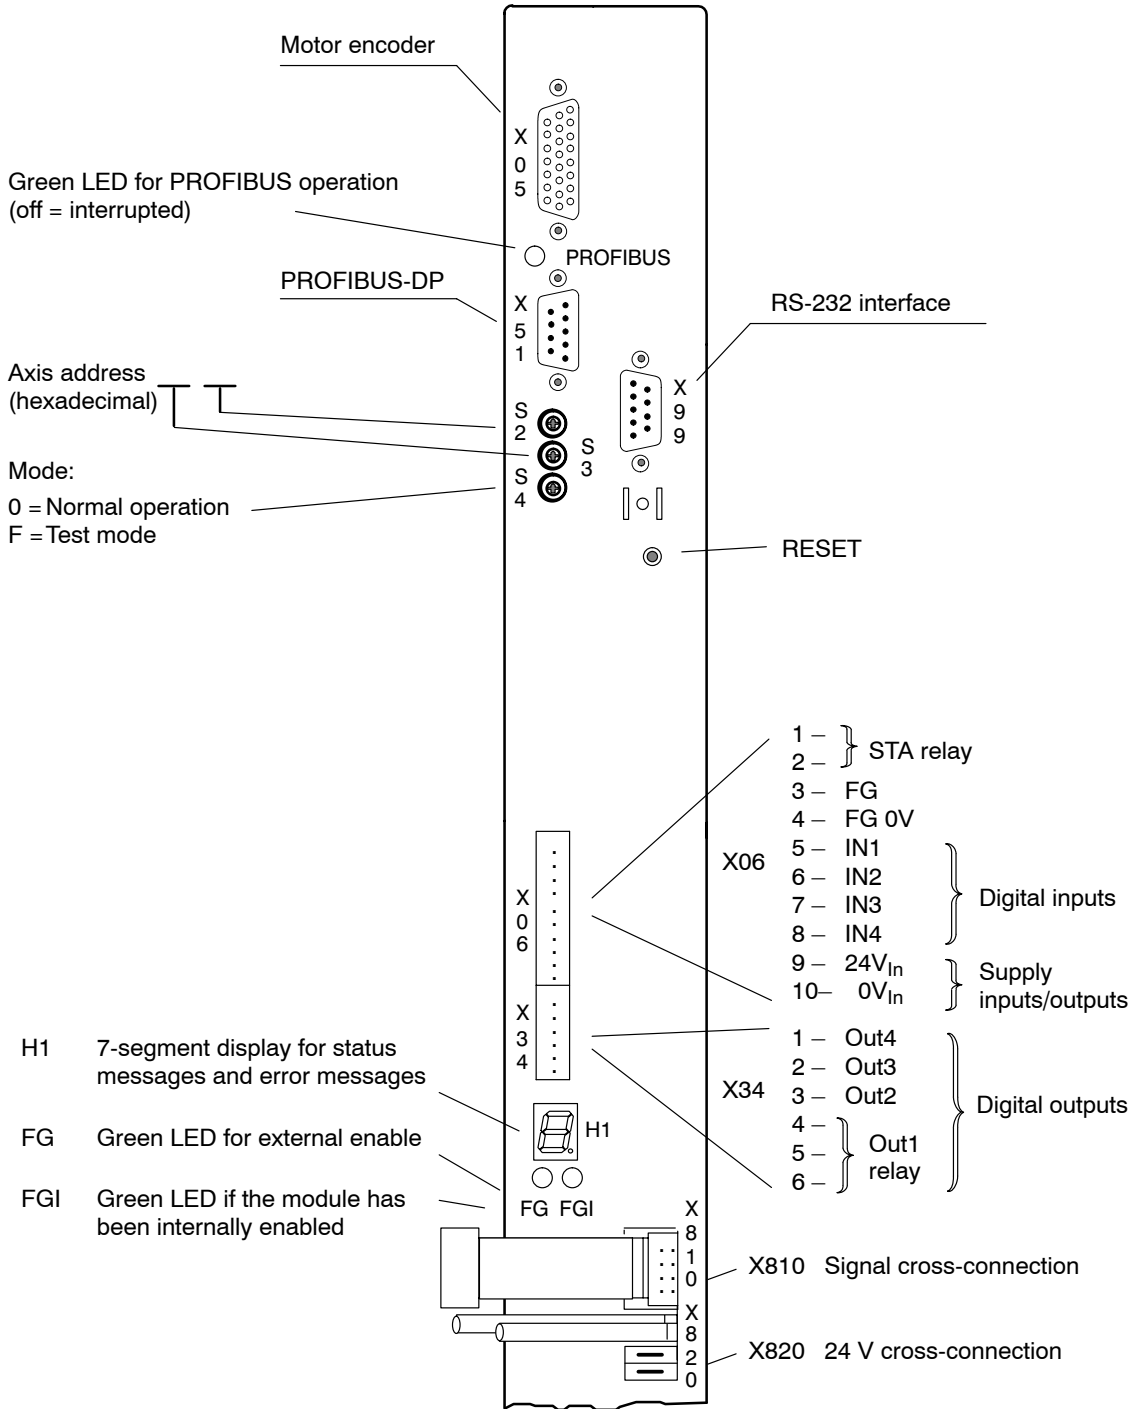 Motor encoder
X
0
5
Green LED for PROFIBUS operation
(off = interrupted)
PROFIBUS
PROFIBUS-DP
X
5
1
RS-232 interface
Axis address
(hexadecimal)
X
9
9
S
2
S
3
S
4
Mode:
0 = Normal operation
F = Test mode
RESET
X
0
6
X06
1 –
2 –
STA relay
3 – FG
4 – FG 0V
5 – IN1
6 – IN2
7 – IN3
8 – IN4
Digital inputs
9 – 24VIn
10– 0VIn
Supply
inputs/outputs
X
3
4
X34
1 – Out4
2 – Out3
3 – Out2
4 –
5 –
6 –
Out1
relay
Digital outputs
H1 7-segment display for status
messages and error messages
H1
FG Green LED for external enable
FGI Green LED if the module has
been internally enabled
FG FGI
X
8
1
0
X810 Signal cross-connection
X
8
2
0
X820 24 V cross-connection